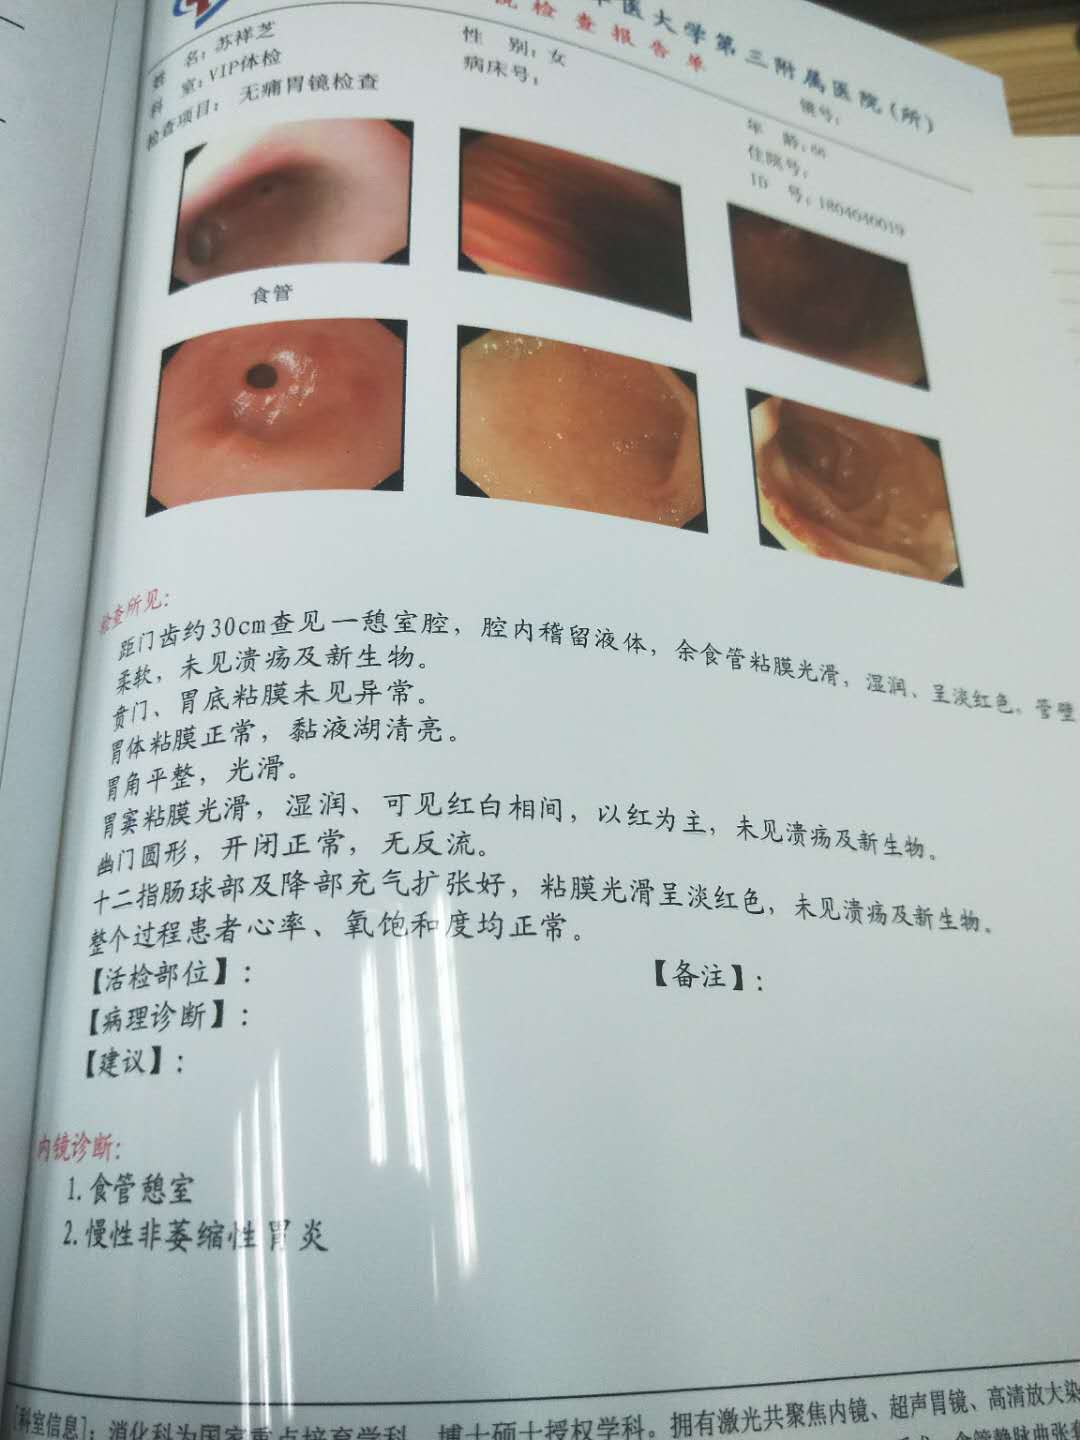 中医大学第三附属医院(所)
检查报告单
姓 名：苏祥芝
性 别：女
年 龄：66
科 室：VIP体检
病床号：
住院号：
镜号：
检查项目：无痛胃镜检查
ID 号：1804040019
食管
检查所见：
距门齿约30cm查见一憩室腔，腔内稽留液体，余食管粘膜光滑，湿润、呈淡红色，管壁
柔软，未见溃疡及新生物。
贲门、胃底粘膜未见异常。
胃体粘膜正常，黏液湖清亮。
胃角平整，光滑。
胃窦粘膜光滑，湿润、可见红白相间，以红为主，未见溃疡及新生物。
幽门圆形，开闭正常，无反流。
十二指肠球部及降部充气扩张好，粘膜光滑呈淡红色，未见溃疡及新生物。
整个过程患者心率、氧饱和度均正常。
【活检部位】：
【备注】：
【病理诊断】：
【建议】：
内镜诊断：
1.食管憩室
2.慢性非萎缩性胃炎
[科室信息]：消化科为国家重点培育学科、博士硕士授权学科。拥有激光共聚焦内镜、超声胃镜、高清放大染
食管静脉曲张套